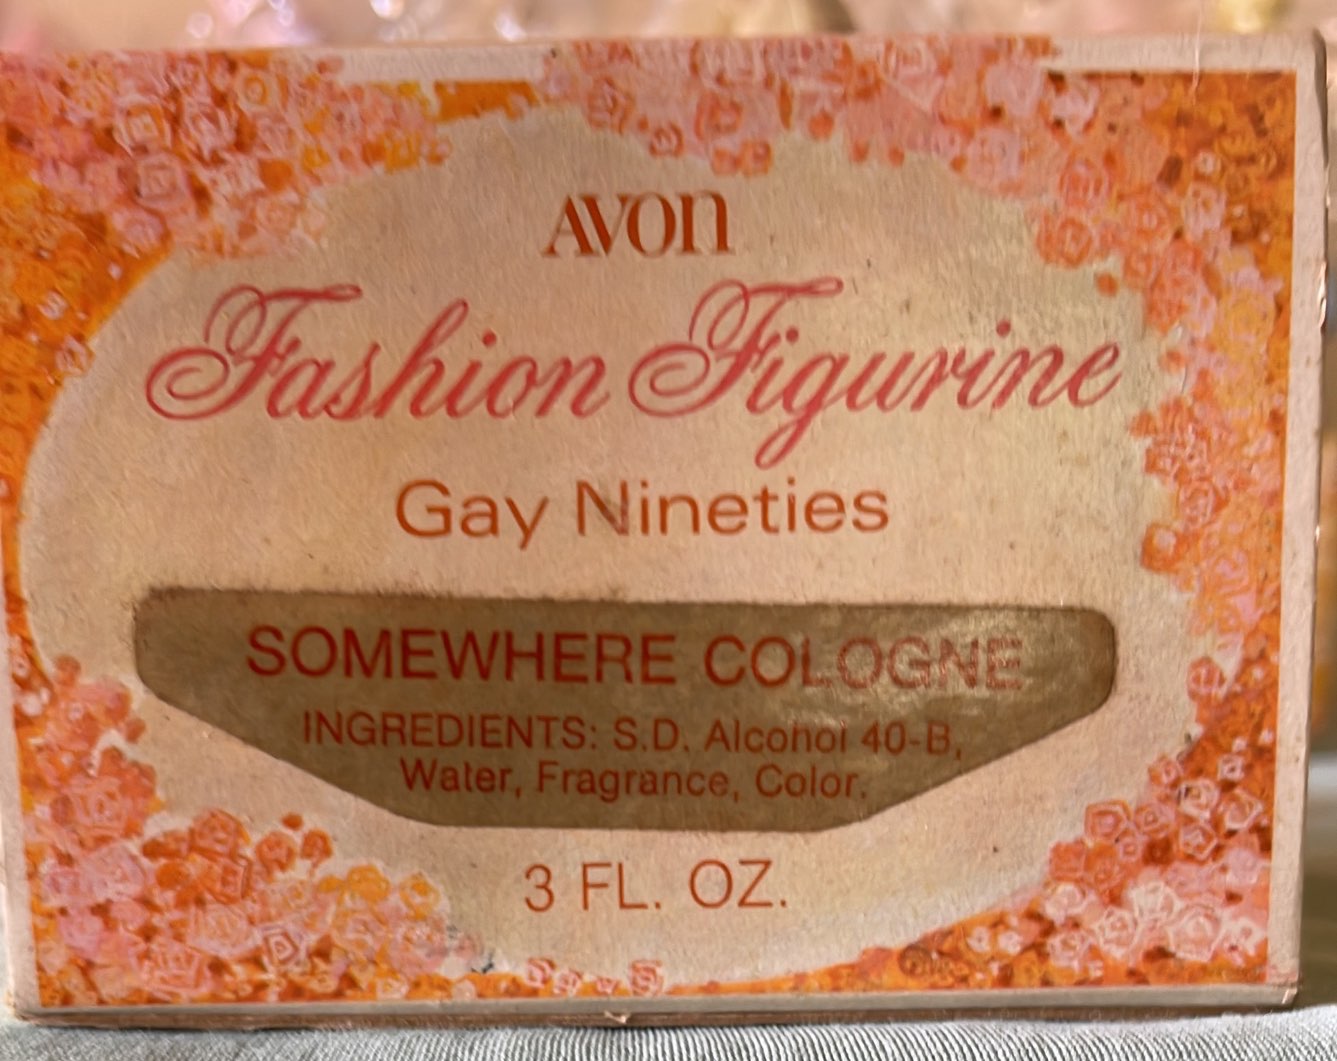 AVON
Fashion Figurine
Gay Nineties
SOMEWHERE COLOGNE
INGREDIENTS: S.D. Alcohol 40-B,
Water, Fragrance, Color.
3 FL. OZ.